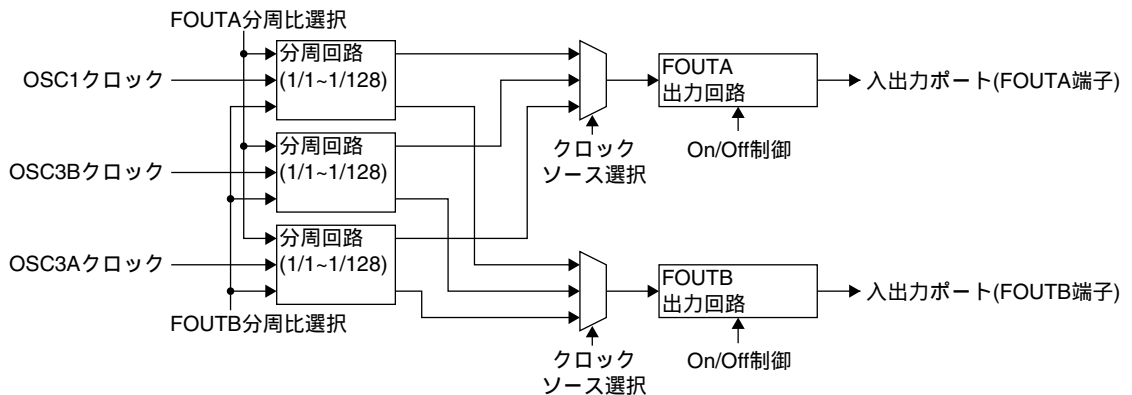 FOUTA分周比選択
OSC1クロック
分周回路
(1/1~1/128)
FOUTA
出力回路
入出力ポート(FOUTA端子)
クロック
ソース選択
On/Off制御
OSC3Bクロック
分周回路
(1/1~1/128)
OSC3Aクロック
分周回路
(1/1~1/128)
FOUTB
出力回路
入出力ポート(FOUTB端子)
FOUTB分周比選択
クロック
ソース選択
On/Off制御